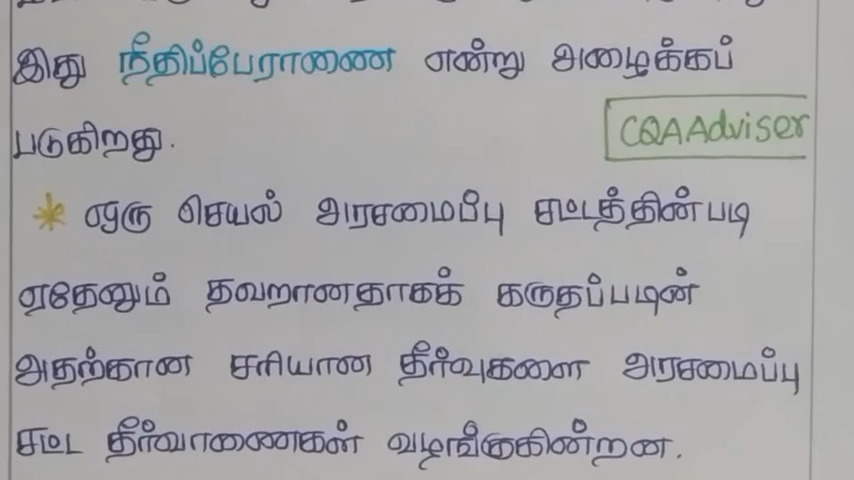 இது நீதிப்பேராணை என்று அழைக்கப்
படுகிறது.
CQAAdviser
* ஒரு செயல் அரசமைப்பு சட்டத்தின்படி
ஏதேனும் தவறானதாகக் கருதப்படின்
அதற்கான சரியான தீர்வுகளை அரசமைப்பு
சட்ட தீர்வாணைகள் வழங்குகின்றன.